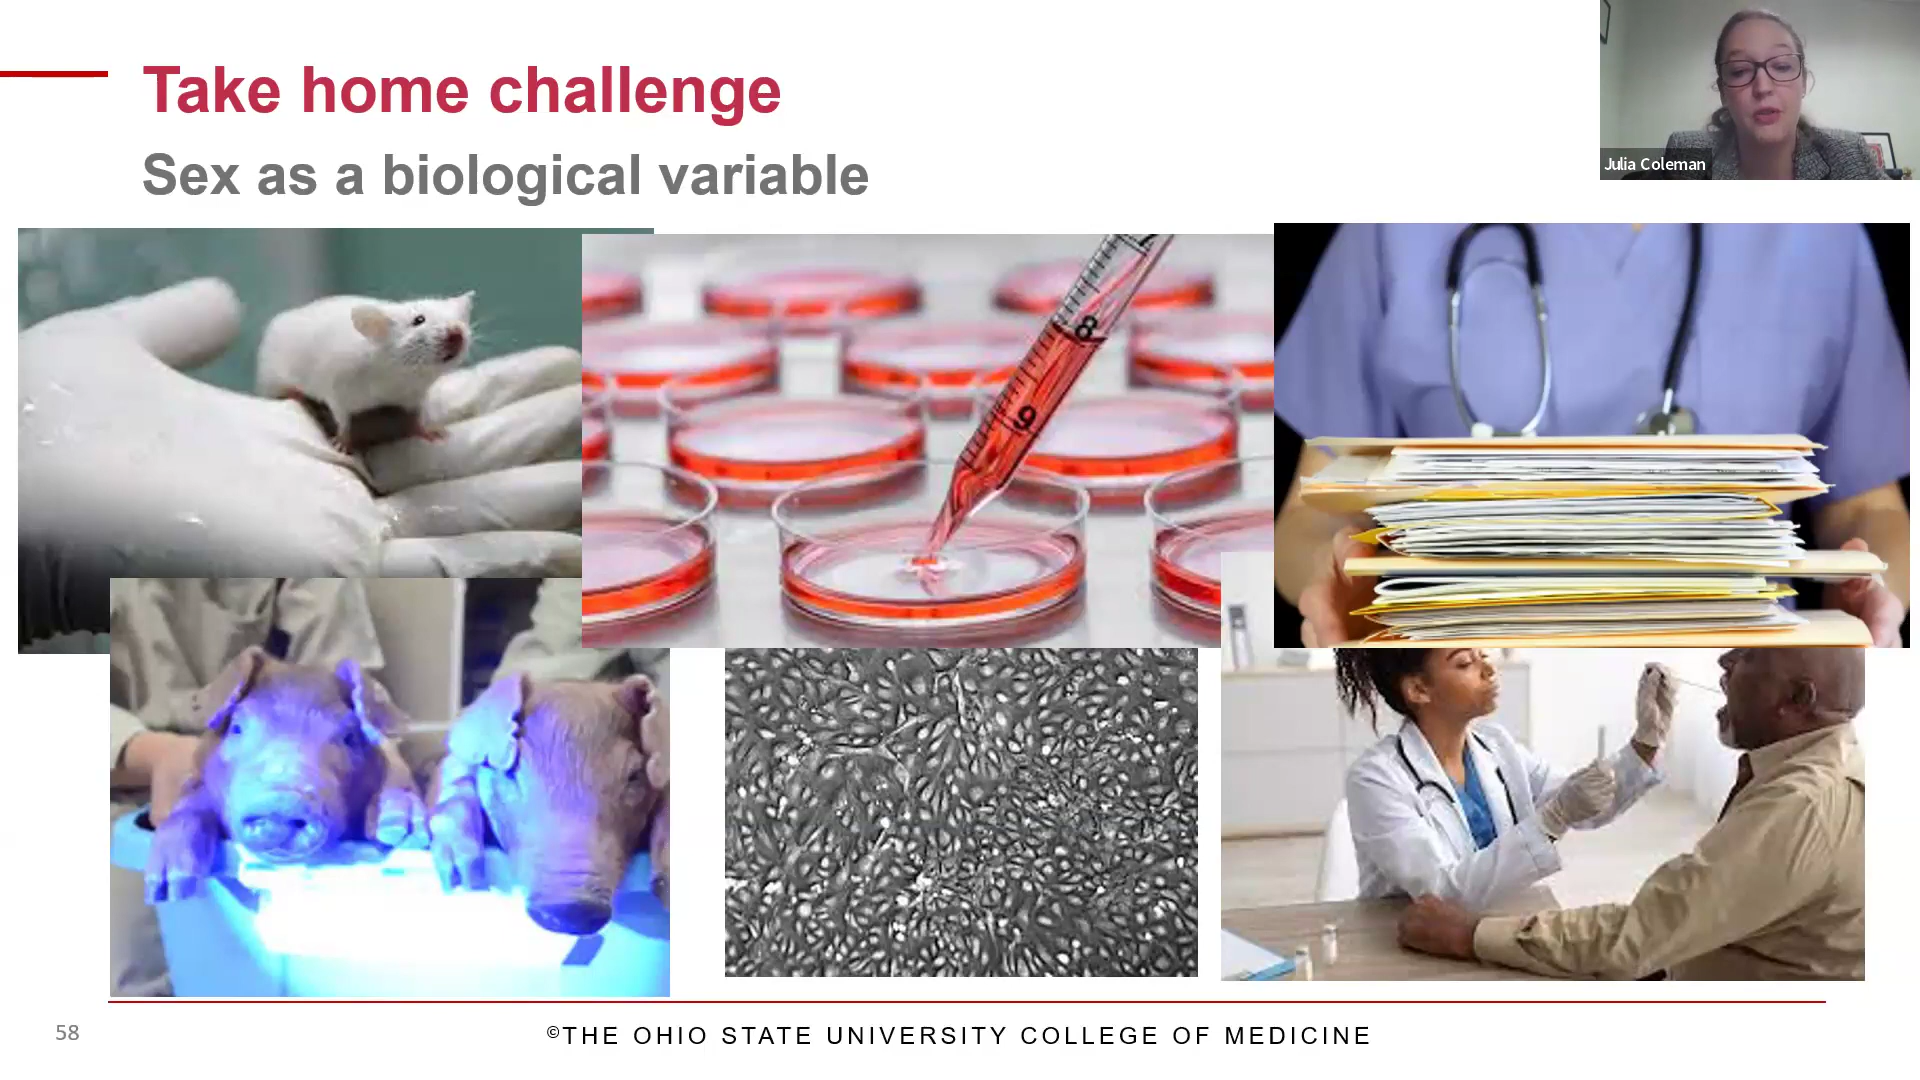 Take home challenge
Sex as a biological variable
Julia Coleman
8
9
58
©THE OHIO STATE UNIVERSITY COLLEGE OF MEDICINE